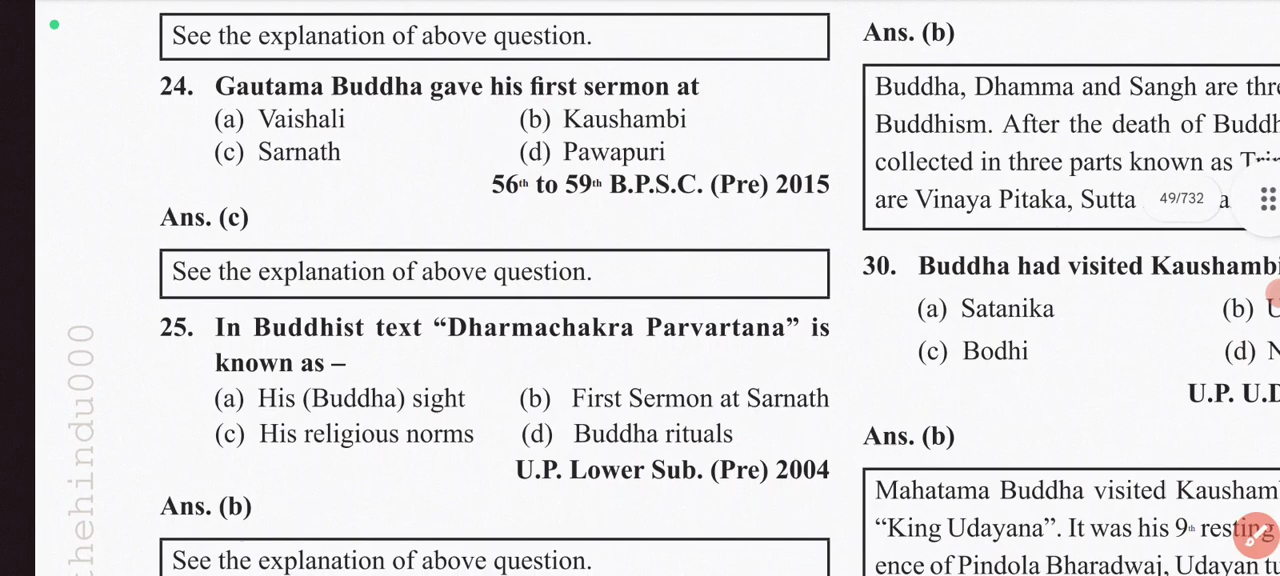 See the explanation of above question.
24. Gautama Buddha gave his first sermon at
(a) Vaishali (b) Kaushambi
(c) Sarnath (d) Pawapuri
56th to 59th B.P.S.C. (Pre) 2015
Ans. (c)
See the explanation of above question.
25. In Buddhist text “Dharmachakra Parvartana” is
known as –
(a) His (Buddha) sight (b) First Sermon at Sarnath
(c) His religious norms (d) Buddha rituals
U.P. Lower Sub. (Pre) 2004
Ans. (b)
See the explanation of above question.
Ans. (b)
Buddha, Dhamma and Sangh are
Buddhism. After the death of
collected in three parts known as
are Vinaya Pitaka, Sutta
49/732
30. Buddha had visited Kaushambi
(a) Satanika (b)
(c) Bodhi (d)
U.P.
Ans. (b)
Mahatama Buddha visited
“King Udayana”. It was his 9th resting
ence of Pindola Bharadwaj, Udayan
thehindu000